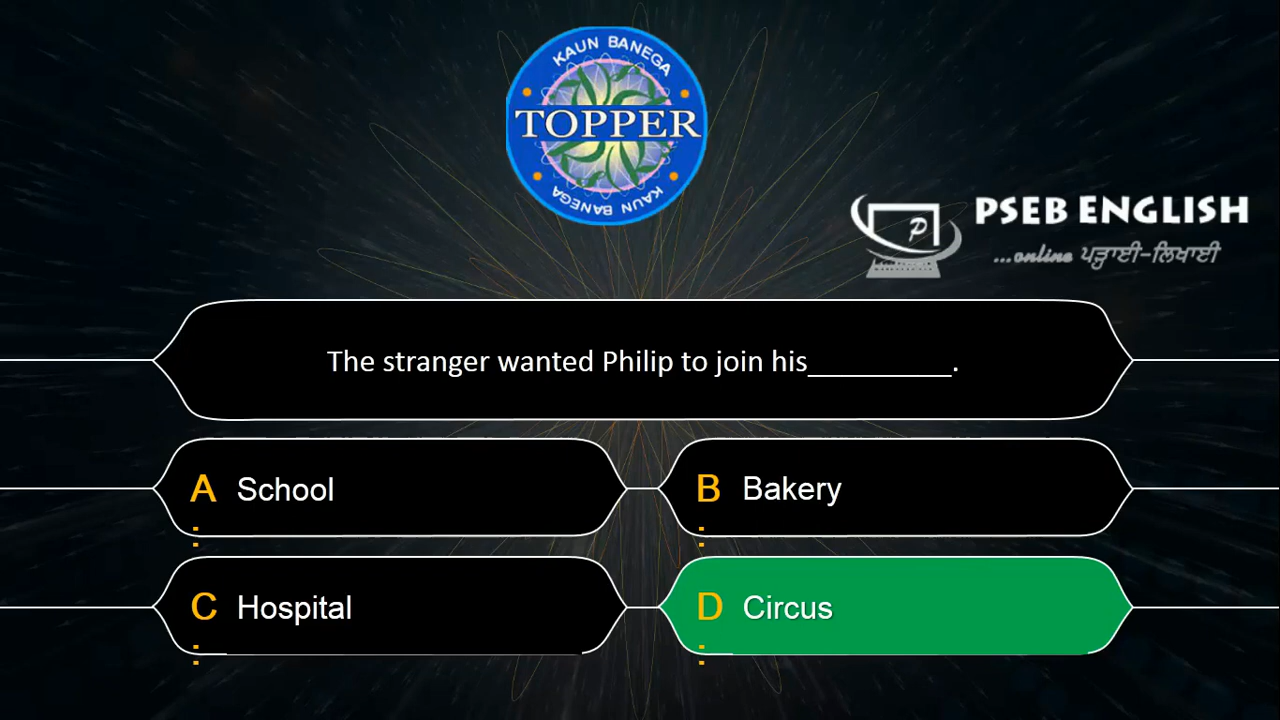 KAUN BANEGA
TOPPER
KAUN BANEGA
PSEB ENGLISH
...online ਪੜ੍ਹਾਈ-ਲਿਖਾਈ
The stranger wanted Philip to join his_________.
A: School
B: Bakery
C: Hospital
D: Circus